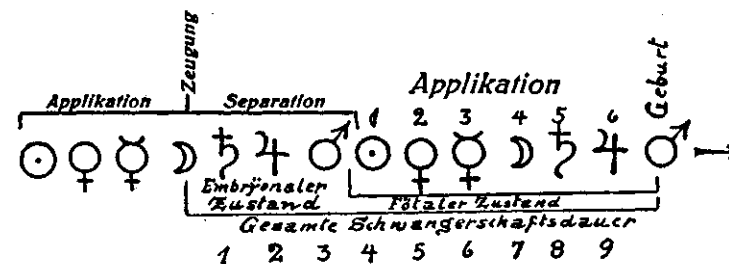 Zeugung
Geburt
Applikation
Applikation Separation
1 2 3 4 5 6
☉ ♀ ☿ ☽ ♄ ♃ ♂ ☉ ♀ ☿ ☽ ♄ ♃ ♂
Embrÿonaler
Zustand
Fötaler Zustand
Gesamte Schwangerschaftsdauer
1 2 3 4 5 6 7 8 9